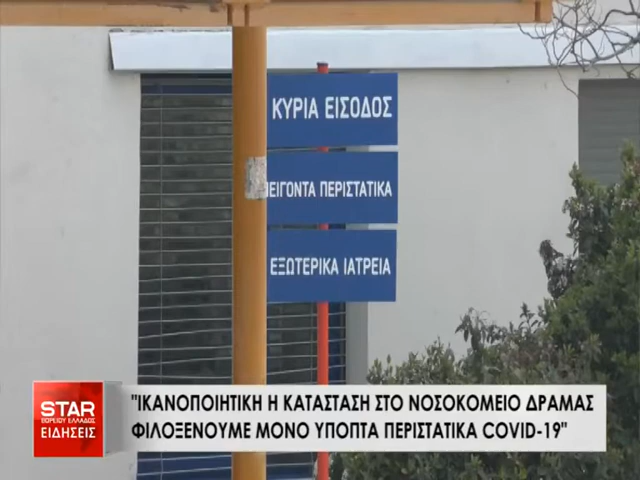 ΚΥΡΙΑ ΕΙΣΟΔΟΣ
ΠΕΡΙΣΤΑΤΙΚΑ
ΕΞΩΤΕΡΙΚΑ ΙΑΤΡΕΙΑ
STAR
ΒΟΡΕΙΟΥ ΕΛΛΑΔΟΣ
ΕΙΔΗΣΕΙΣ
"ΙΚΑΝΟΠΟΙΗΤΙΚΗ Η ΚΑΤΑΣΤΑΣΗ ΣΤΟ ΝΟΣΟΚΟΜΕΙΟ ΔΡΑΜΑΣ
ΦΙΛΟΞΕΝΟΥΜΕ ΜΟΝΟ ΥΠΟΠΤΑ ΠΕΡΙΣΤΑΤΙΚΑ COVID-19"